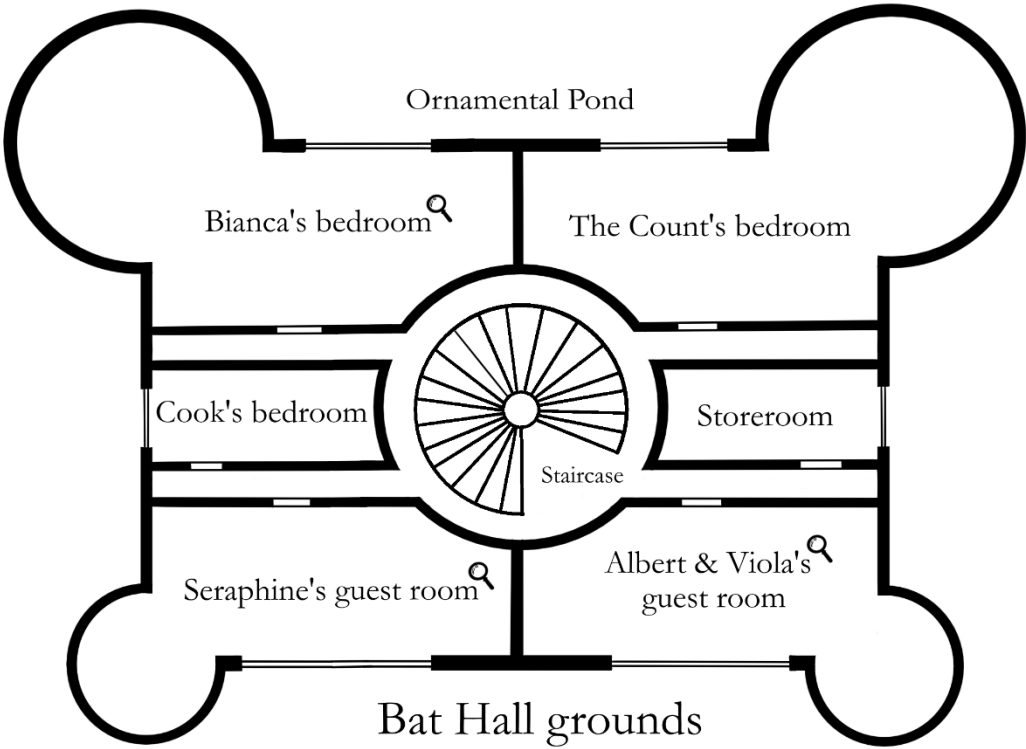 Ornamental Pond
Bianca's bedroom
The Count's bedroom
Cook's bedroom
Storeroom
Staircase
Seraphine's guest room
Albert & Viola's
guest room
Bat Hall grounds